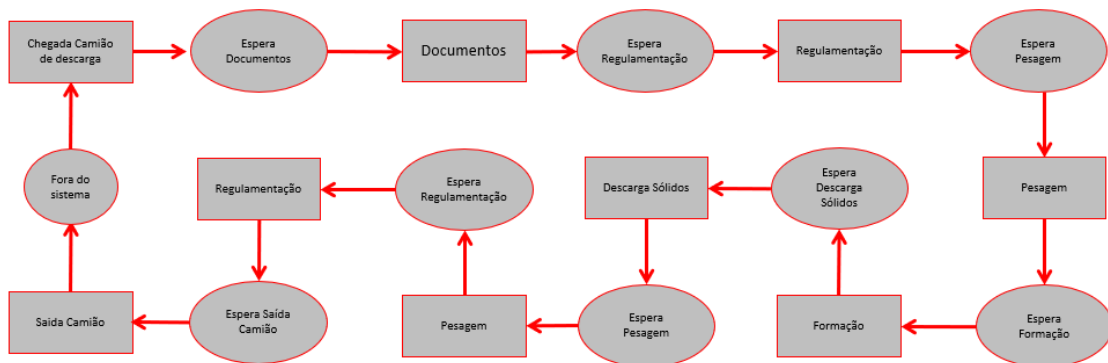 Chegada Camião
de descarga
Espera
Documentos
Documentos
Espera
Regulamentação
Regulamentação
Espera
Pesagem
Fora do
sistema
Regulamentação
Espera
Regulamentação
Descarga Sólidos
Espera
Descarga
Sólidos
Pesagem
Saida Camião
Espera Saída
Camião
Pesagem
Espera
Pesagem
Formação
Espera
Formação